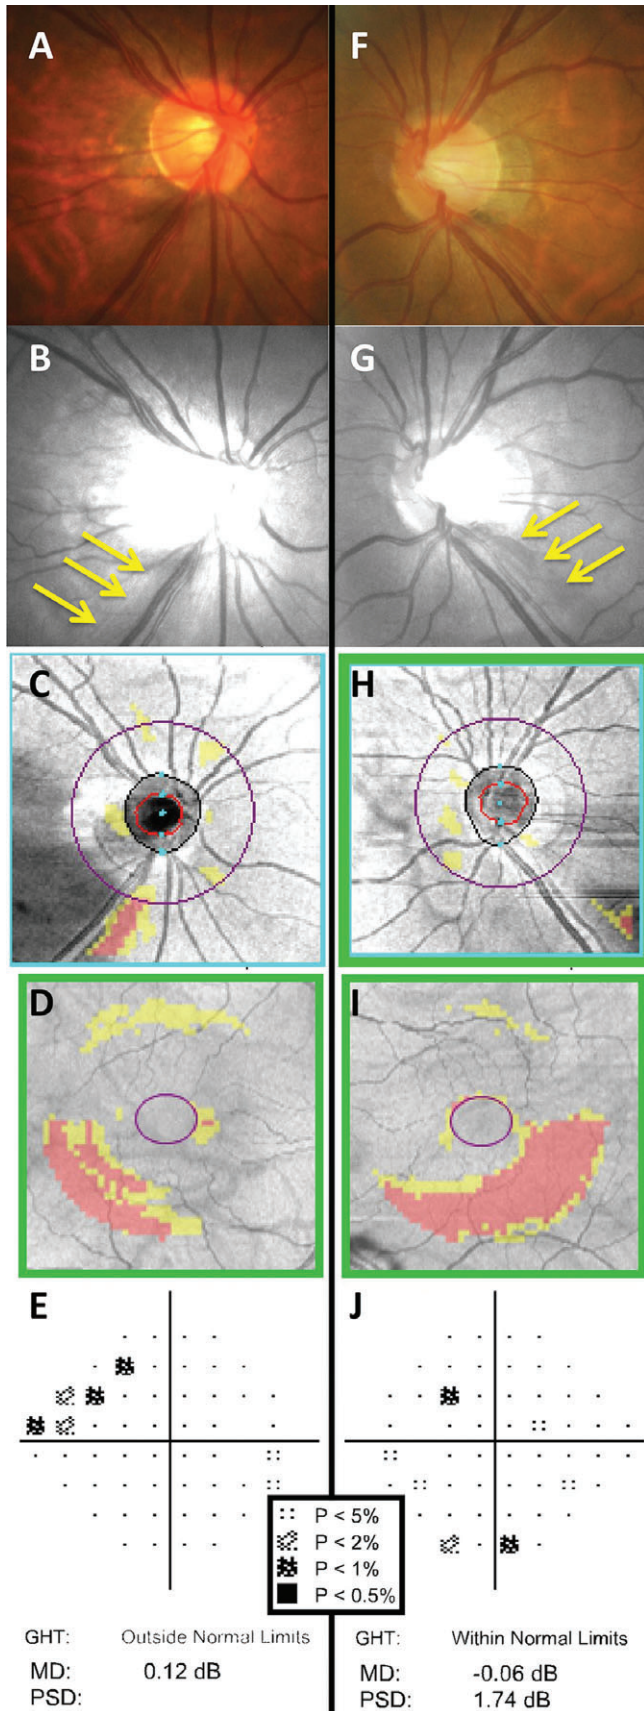 A
F
B
G
C
H
D
I
E
J
P < 5%
P < 2%
P < 1%
P < 0.5%
GHT: Outside Normal Limits
MD: 0.12 dB
PSD:
GHT: Within Normal Limits
MD: -0.06 dB
PSD: 1.74 dB